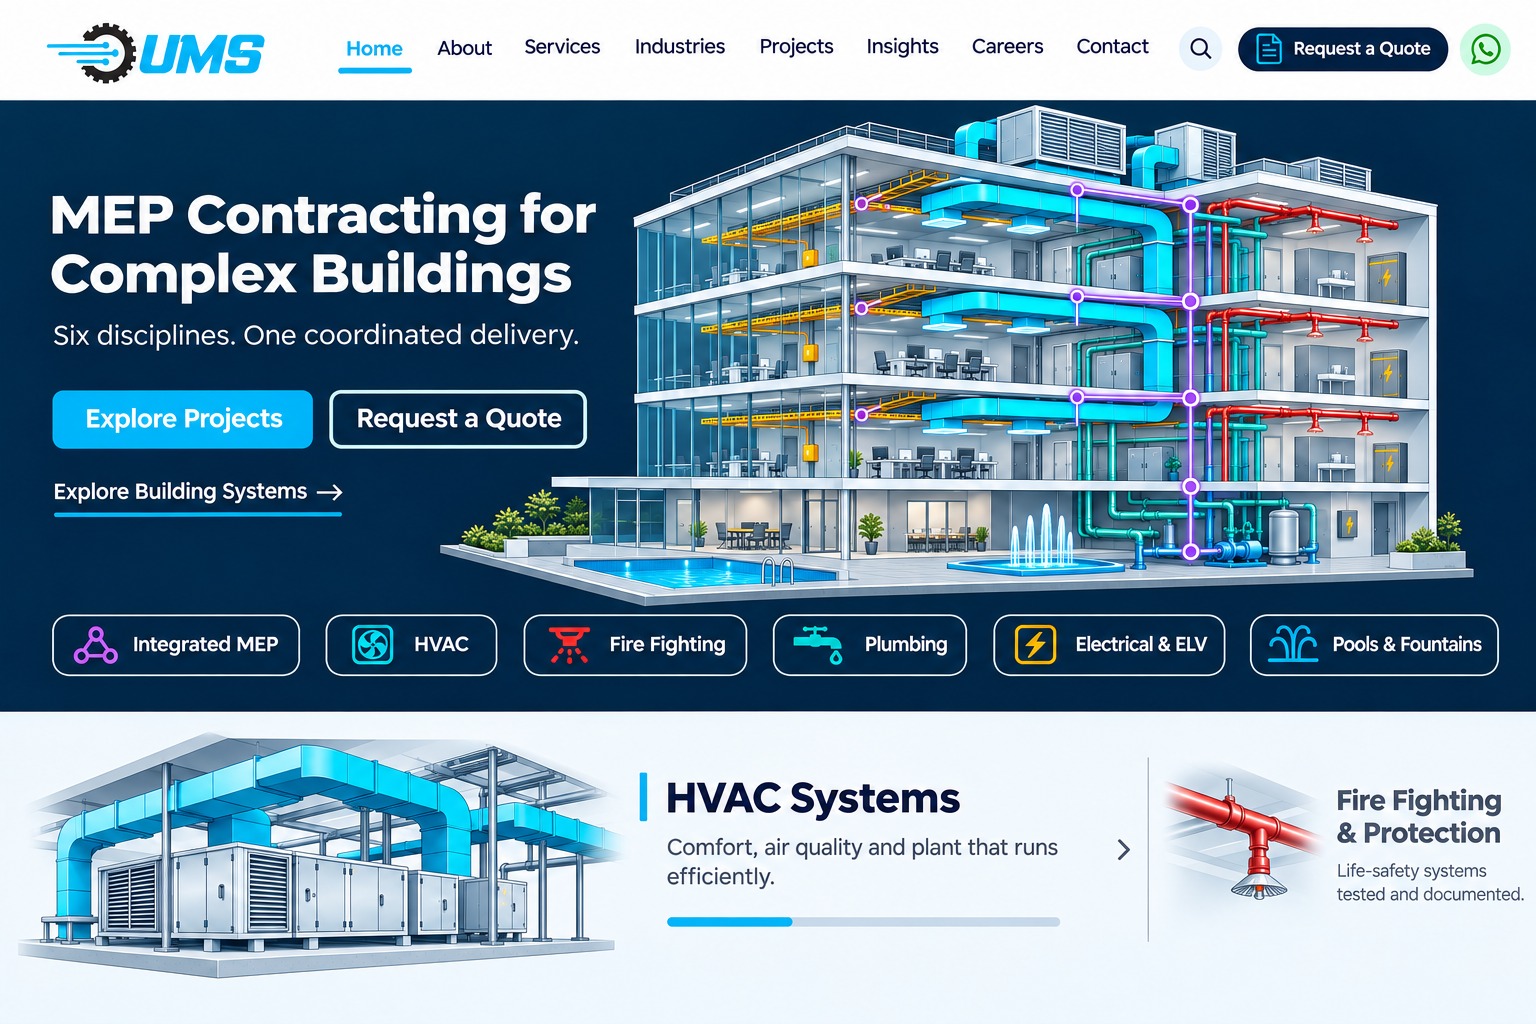 UMS
Home
About
Services
Industries
Projects
Insights
Careers
Contact
Request a Quote
MEP Contracting for
Complex Buildings
Six disciplines. One coordinated delivery.
Explore Projects
Request a Quote
Explore Building Systems →
Integrated MEP
HVAC
Fire Fighting
Plumbing
Electrical & ELV
Pools & Fountains
HVAC Systems
Comfort, air quality and plant that runs
efficiently.
Fire Fighting
& Protection
Life-safety systems
tested and documented.